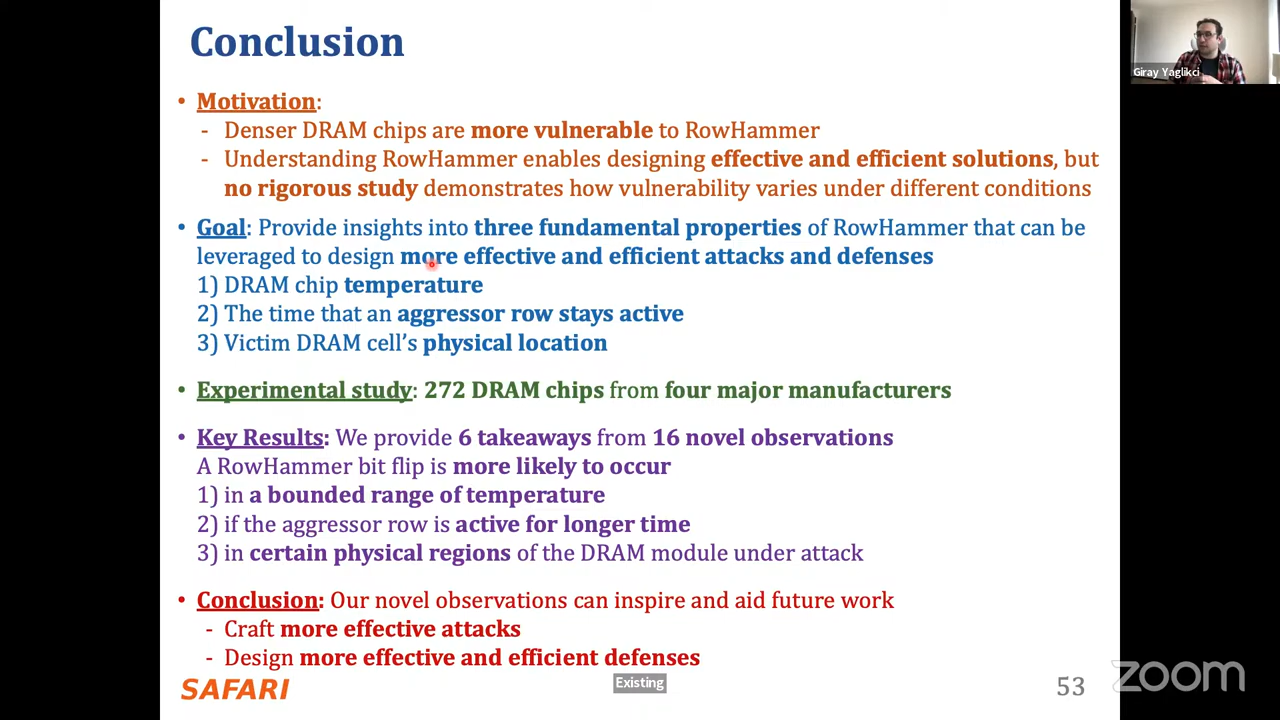 Conclusion
• Motivation:
- Denser DRAM chips are more vulnerable to RowHammer
- Understanding RowHammer enables designing effective and efficient solutions, but
no rigorous study demonstrates how vulnerability varies under different conditions
• Goal: Provide insights into three fundamental properties of RowHammer that can be
leveraged to design more effective and efficient attacks and defenses
1) DRAM chip temperature
2) The time that an aggressor row stays active
3) Victim DRAM cell's physical location
• Experimental study: 272 DRAM chips from four major manufacturers
• Key Results: We provide 6 takeaways from 16 novel observations
A RowHammer bit flip is more likely to occur
1) in a bounded range of temperature
2) if the aggressor row is active for longer time
3) in certain physical regions of the DRAM module under attack
• Conclusion: Our novel observations can inspire and aid future work
- Craft more effective attacks
- Design more effective and efficient defenses
SAFARI
Existing
53
zoom
Giray Yaglikci